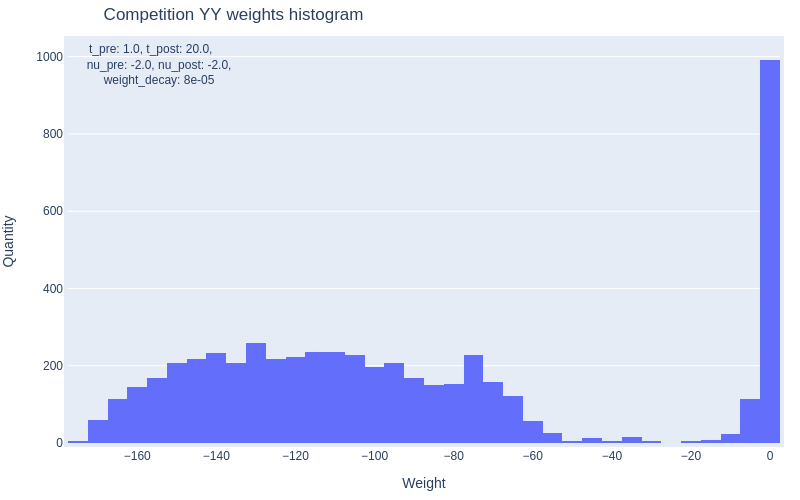 Competition YY weights histogram
t_pre: 1.0, t_post: 20.0,
nu_pre: -2.0, nu_post: -2.0,
weight_decay: 8e-05
1000
800
600
400
200
0
Quantity
−160 −140 −120 −100 −80 −60 −40 −20 0
Weight